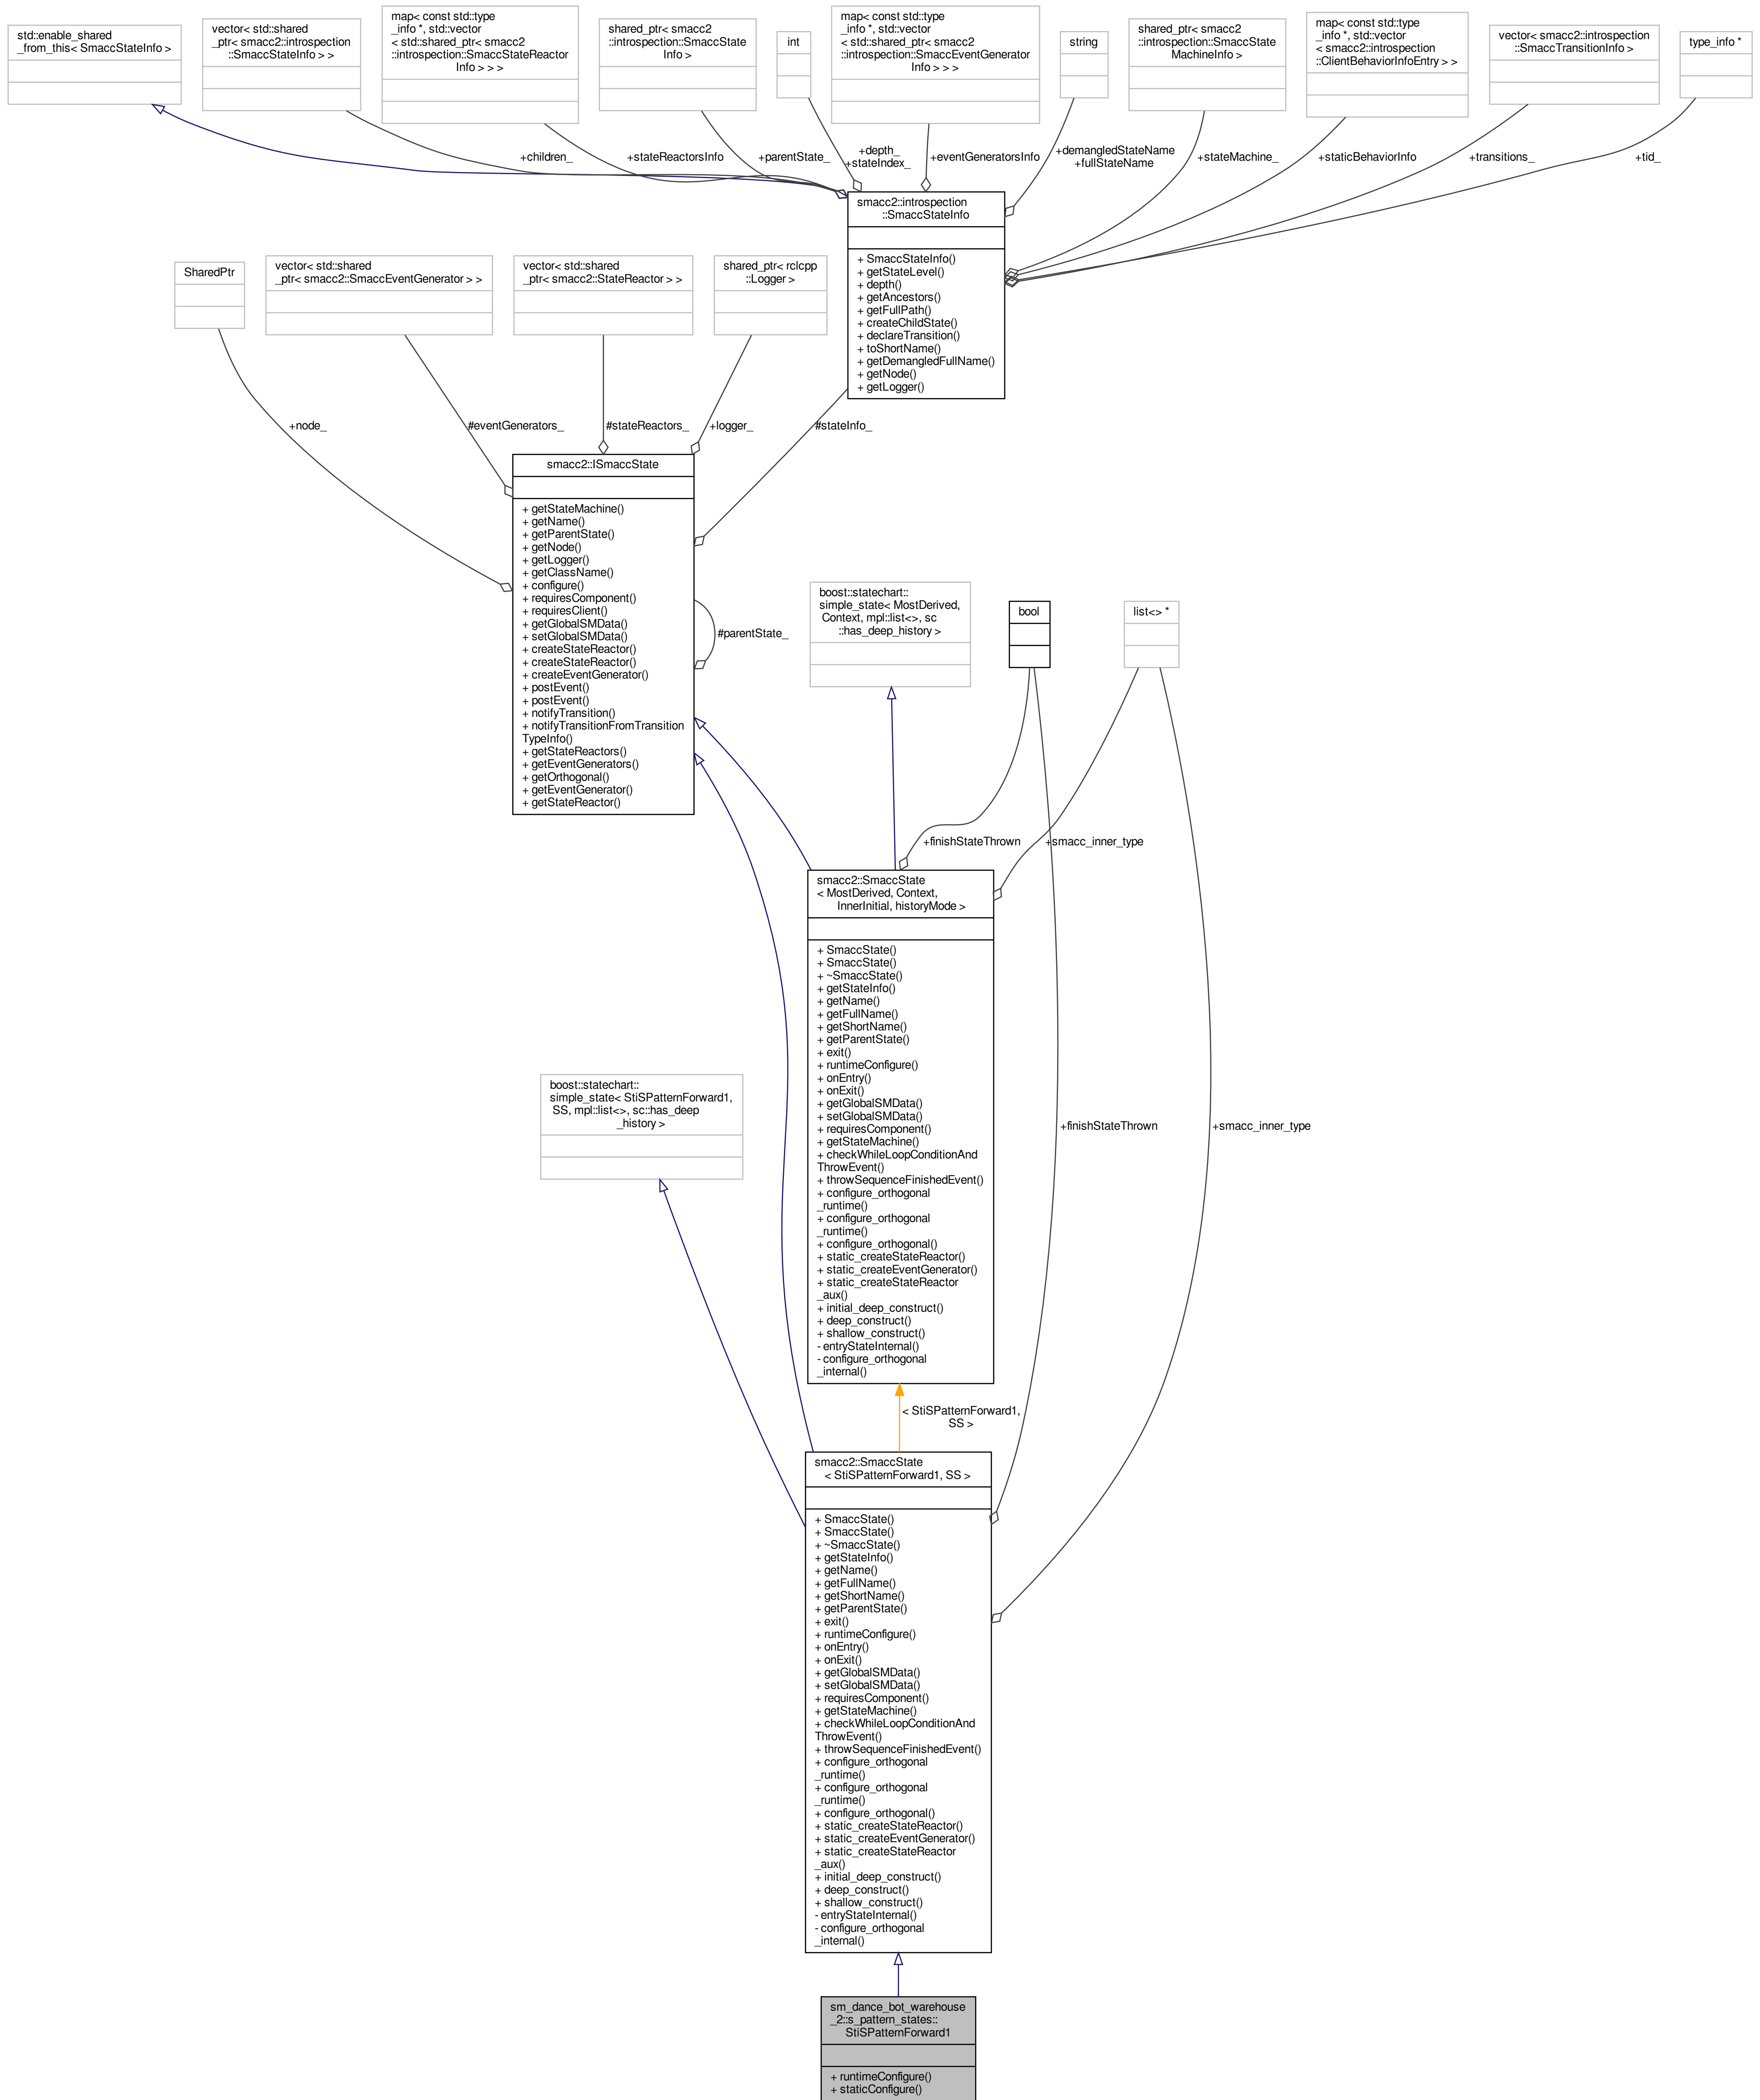 std::enable_shared
_from_this< SmaccStateInfo >
vector< std::shared
_ptr< smacc2::introspection
::SmaccStateInfo > >
map< const std::type
_info *, std::vector
< std::shared_ptr< smacc2
::introspection::SmaccStateReactor
Info > > >
shared_ptr< smacc2
::introspection::SmaccState
Info >
int
map< const std::type
_info *, std::vector
< std::shared_ptr< smacc2
::introspection::SmaccEventGenerator
Info > > >
string
shared_ptr< smacc2
::introspection::SmaccState
MachineInfo >
map< const std::type
_info *, std::vector
< smacc2::introspection
::ClientBehaviorInfoEntry > >
vector< smacc2::introspection
::SmaccTransitionInfo >
type_info *
+children_
+stateReactorsInfo
+parentState_
+depth_
+stateIndex_
+eventGeneratorsInfo
+demangledStateName
+fullStateName
+stateMachine_
+staticBehaviorInfo
+transitions_
+tid_
smacc2::introspection
::SmaccStateInfo
+ SmaccStateInfo()
+ getStateLevel()
+ depth()
+ getAncestors()
+ getFullPath()
+ createChildState()
+ declareTransition()
+ toShortName()
+ getDemangledFullName()
+ getNode()
+ getLogger()
SharedPtr
vector< std::shared
_ptr< smacc2::SmaccEventGenerator > >
vector< std::shared
_ptr< smacc2::StateReactor > >
shared_ptr< rclcpp
::Logger >
+node_
#eventGenerators_
#stateReactors_
+logger_
#stateInfo_
smacc2::ISmaccState
+ getStateMachine()
+ getName()
+ getParentState()
+ getNode()
+ getLogger()
+ getClassName()
+ configure()
+ requiresComponent()
+ requiresClient()
+ getGlobalSMData()
+ setGlobalSMData()
+ createStateReactor()
+ createStateReactor()
+ createEventGenerator()
+ postEvent()
+ postEvent()
+ notifyTransition()
+ notifyTransitionFromTransition
TypeInfo()
+ getStateReactors()
+ getEventGenerators()
+ getOrthogonal()
+ getEventGenerator()
+ getStateReactor()
#parentState_
boost::statechart::
simple_state< MostDerived,
Context, mpl::list<>, sc
::has_deep_history >
bool
list<> *
+finishStateThrown
+smacc_inner_type
smacc2::SmaccState
< MostDerived, Context,
InnerInitial, historyMode >
+ SmaccState()
+ SmaccState()
+ ~SmaccState()
+ getStateInfo()
+ getName()
+ getFullName()
+ getShortName()
+ getParentState()
+ exit()
+ runtimeConfigure()
+ onEntry()
+ onExit()
+ getGlobalSMData()
+ setGlobalSMData()
+ requiresComponent()
+ getStateMachine()
+ checkWhileLoopConditionAnd
ThrowEvent()
+ throwSequenceFinishedEvent()
+ configure_orthogonal
_runtime()
+ configure_orthogonal
_runtime()
+ configure_orthogonal()
+ static_createStateReactor()
+ static_createEventGenerator()
+ static_createStateReactor
_aux()
+ initial_deep_construct()
+ deep_construct()
+ shallow_construct()
- entryStateInternal()
- configure_orthogonal
_internal()
boost::statechart::
simple_state< StiSPatternForward1,
SS, mpl::list<>, sc::has_deep
_history >
+finishStateThrown
+smacc_inner_type
< StiSPatternForward1,
SS >
smacc2::SmaccState
< StiSPatternForward1, SS >
+ SmaccState()
+ SmaccState()
+ ~SmaccState()
+ getStateInfo()
+ getName()
+ getFullName()
+ getShortName()
+ getParentState()
+ exit()
+ runtimeConfigure()
+ onEntry()
+ onExit()
+ getGlobalSMData()
+ setGlobalSMData()
+ requiresComponent()
+ getStateMachine()
+ checkWhileLoopConditionAnd
ThrowEvent()
+ throwSequenceFinishedEvent()
+ configure_orthogonal
_runtime()
+ configure_orthogonal
_runtime()
+ configure_orthogonal()
+ static_createStateReactor()
+ static_createEventGenerator()
+ static_createStateReactor
_aux()
+ initial_deep_construct()
+ deep_construct()
+ shallow_construct()
- entryStateInternal()
- configure_orthogonal
_internal()
sm_dance_bot_warehouse
_2::s_pattern_states::
StiSPatternForward1
+ runtimeConfigure()
+ staticConfigure()